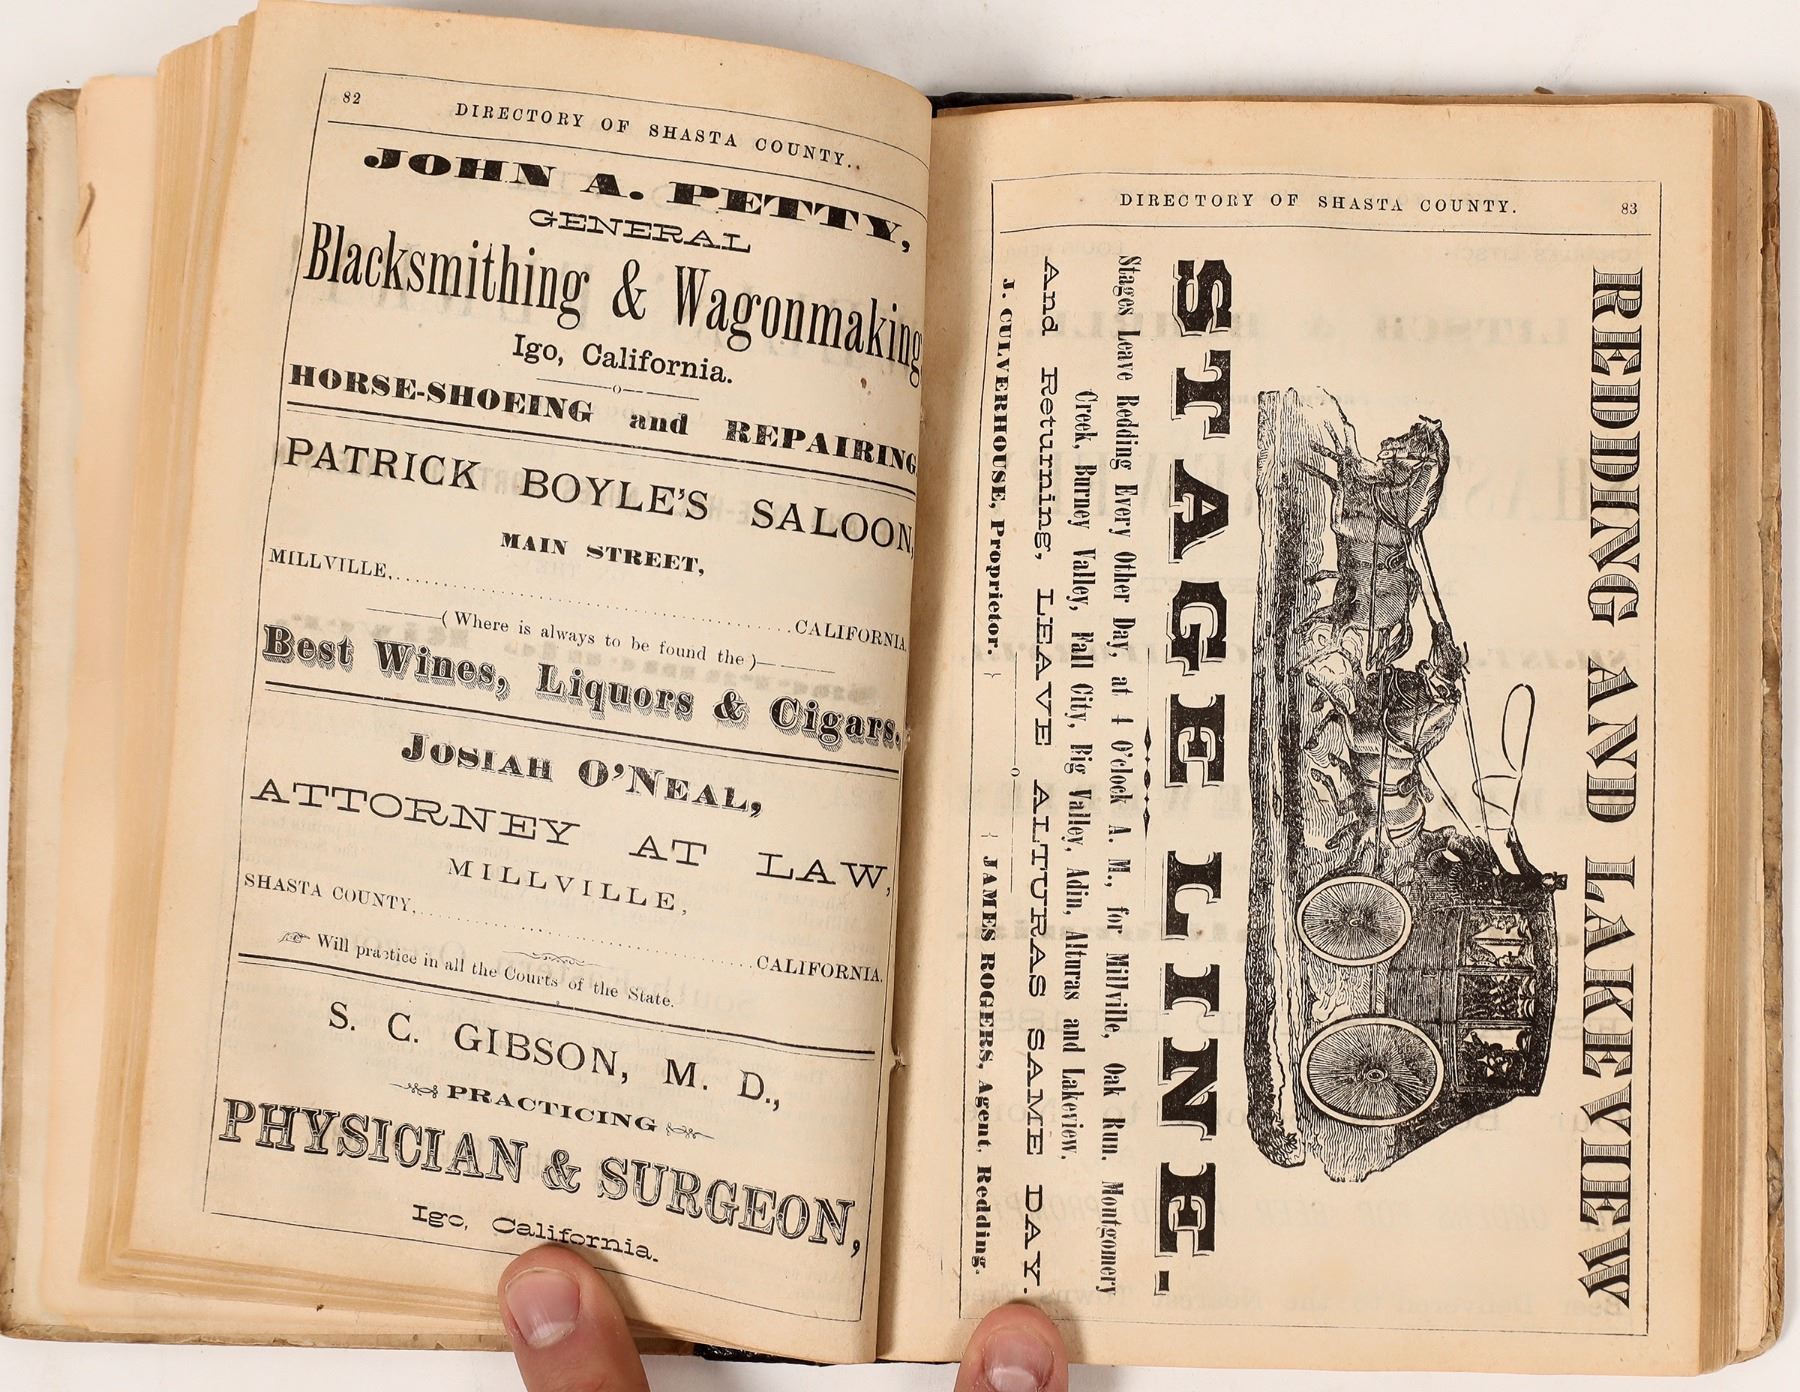 82
DIRECTORY OF SHASTA COUNTY.
JOHN A. PETTY,
GENERAL
Blacksmithing & Wagonmaking
Igo, California.
HORSE-SHOEING and REPAIRING
PATRICK BOYLE'S SALOON,
MAIN STREET,
MILLVILLE, CALIFORNIA.
(Where is always to be found the)
Best Wines, Liquors & Cigars.
JOSIAH O'NEAL,
ATTORNEY AT LAW,
MILLVILLE,
SHASTA COUNTY, CALIFORNIA.
Will practice in all the Courts of the State.
S. C. GIBSON, M. D.,
PRACTICING
PHYSICIAN & SURGEON,
Igo, California.
DIRECTORY OF SHASTA COUNTY.
83
REDDING AND LAKEVIEW
STAGE LINE.
Stages Leave Redding Every Other Day, at 4 O'clock A. M., for Millville, Oak Run, Montgomery
Creek, Burney Valley, Fall City, Big Valley, Adin, Alturas and Lakeview.
And Returning, LEAVE ALTURAS SAME DAY.
J. CULVERHOUSE, Proprietor. } { JAMES ROGERS, Agent, Redding.